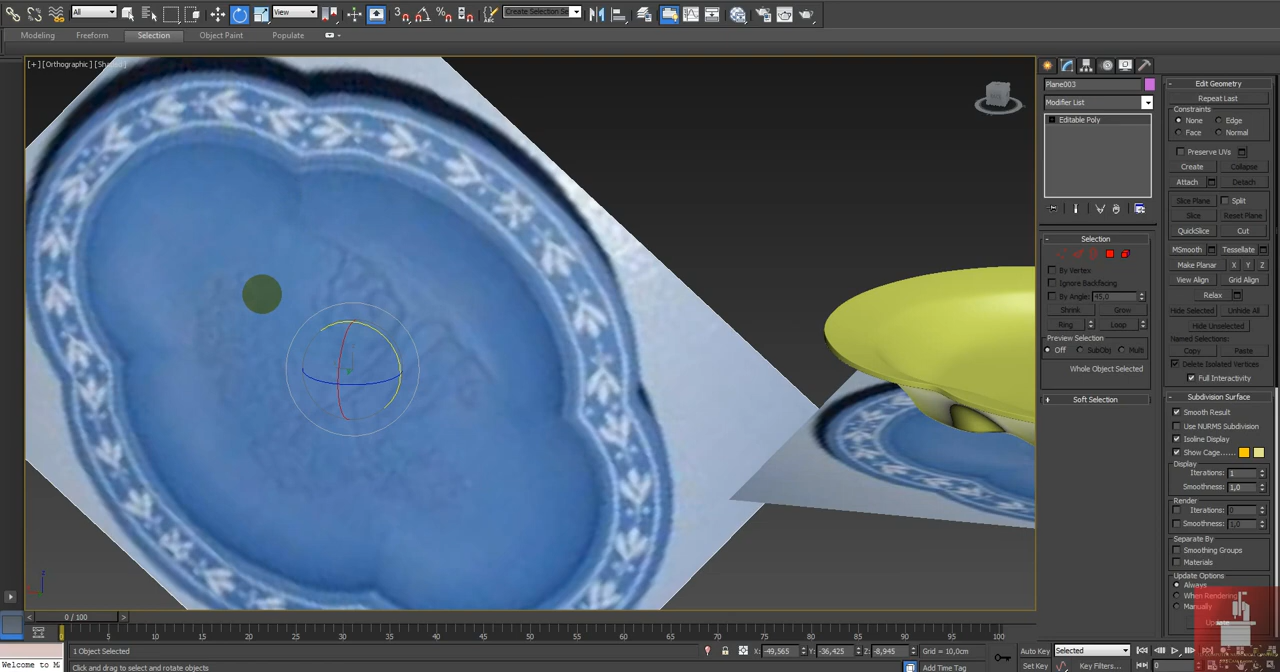 All
View
Create Selection Se
Modeling
Freeform
Selection
Object Paint
Populate
[+] [Orthographic]
Plane003
Modifier List
Editable Poly
Selection
By Vertex
Ignore Backfacing
By Angle: 45,0
Shrink
Grow
Ring
Loop
Preview Selection
Off
SubObj
Multi
Whole Object Selected
Soft Selection
Edit Geometry
Repeat Last
Constraints
None
Edge
Face
Normal
Preserve UVs
Create
Collapse
Attach
Detach
Slice Plane
Split
Slice
Reset Plane
QuickSlice
Cut
MSmooth
Tessellate
Make Planar
X
Y
Z
View Align
Grid Align
Relax
Hide Selected
Unhide All
Hide Unselected
Named Selections:
Copy
Paste
Delete Isolated Vertices
Full Interactivity
Subdivision Surface
Smooth Result
Use NURMS Subdivision
Isoline Display
Show Cage......
Display
Iterations: 1
Smoothness: 1,0
Render
Iterations: 0
Smoothness: 1,0
Separate By
Smoothing Groups
Materials
Update Options
Always
When Rendering
Manually
0 / 100
0 5 10 15 20 25 30 35 40 45 50 55 60 65 70 75 80 85 90 95 100
1 Object Selected
X: -49,565
Y: -36,425
Z: -8,945
Grid = 10,0cm
Auto Key
Selected
Welcome to M
Click and drag to select and rotate objects
Add Time Tag
Set Key
Key Filters...